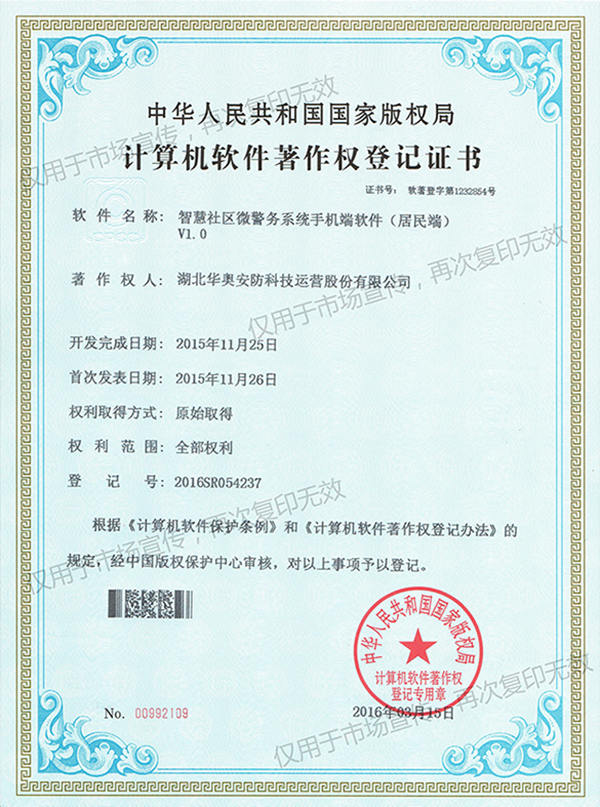 中华人民共和国国家版权局
计算机软件著作权登记证书
证书号: 软著登字第1232854号
软件名称: 智慧社区微警务系统手机端软件(居民端)
V1.0
著作权人: 湖北华奥安防科技运营股份有限公司
开发完成日期: 2015年11月25日
首次发表日期: 2015年11月26日
权利取得方式: 原始取得
权利范围: 全部权利
登记号: 2016SR054237
根据《计算机软件保护条例》和《计算机软件著作权登记办法》的
规定,经中国版权保护中心审核,对以上事项予以登记。
中华人民共和国国家版权局
计算机软件著作权
登记专用章
No. 00992109
2016年03月15日
仅用于市场宣传,再次复印无效
仅用于市场宣传,再次复印无效
仅用于市场宣传,再次复印无效
仅用于市场宣传,再次复印无效